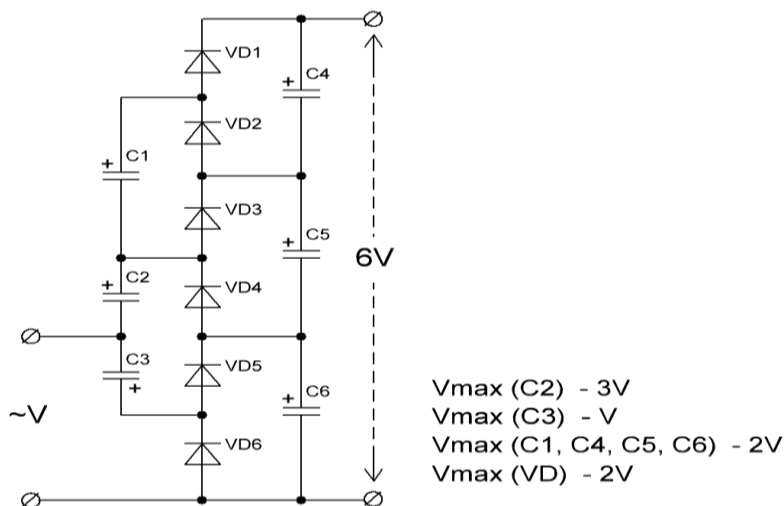 VD1
C4
+
VD2
C1
+
VD3
C5
+
6V
C2
+
VD4
C3
+
VD5
C6
+
~V
VD6
Vmax (C2) - 3V
Vmax (C3) - V
Vmax (C1, C4, C5, C6) - 2V
Vmax (VD) - 2V